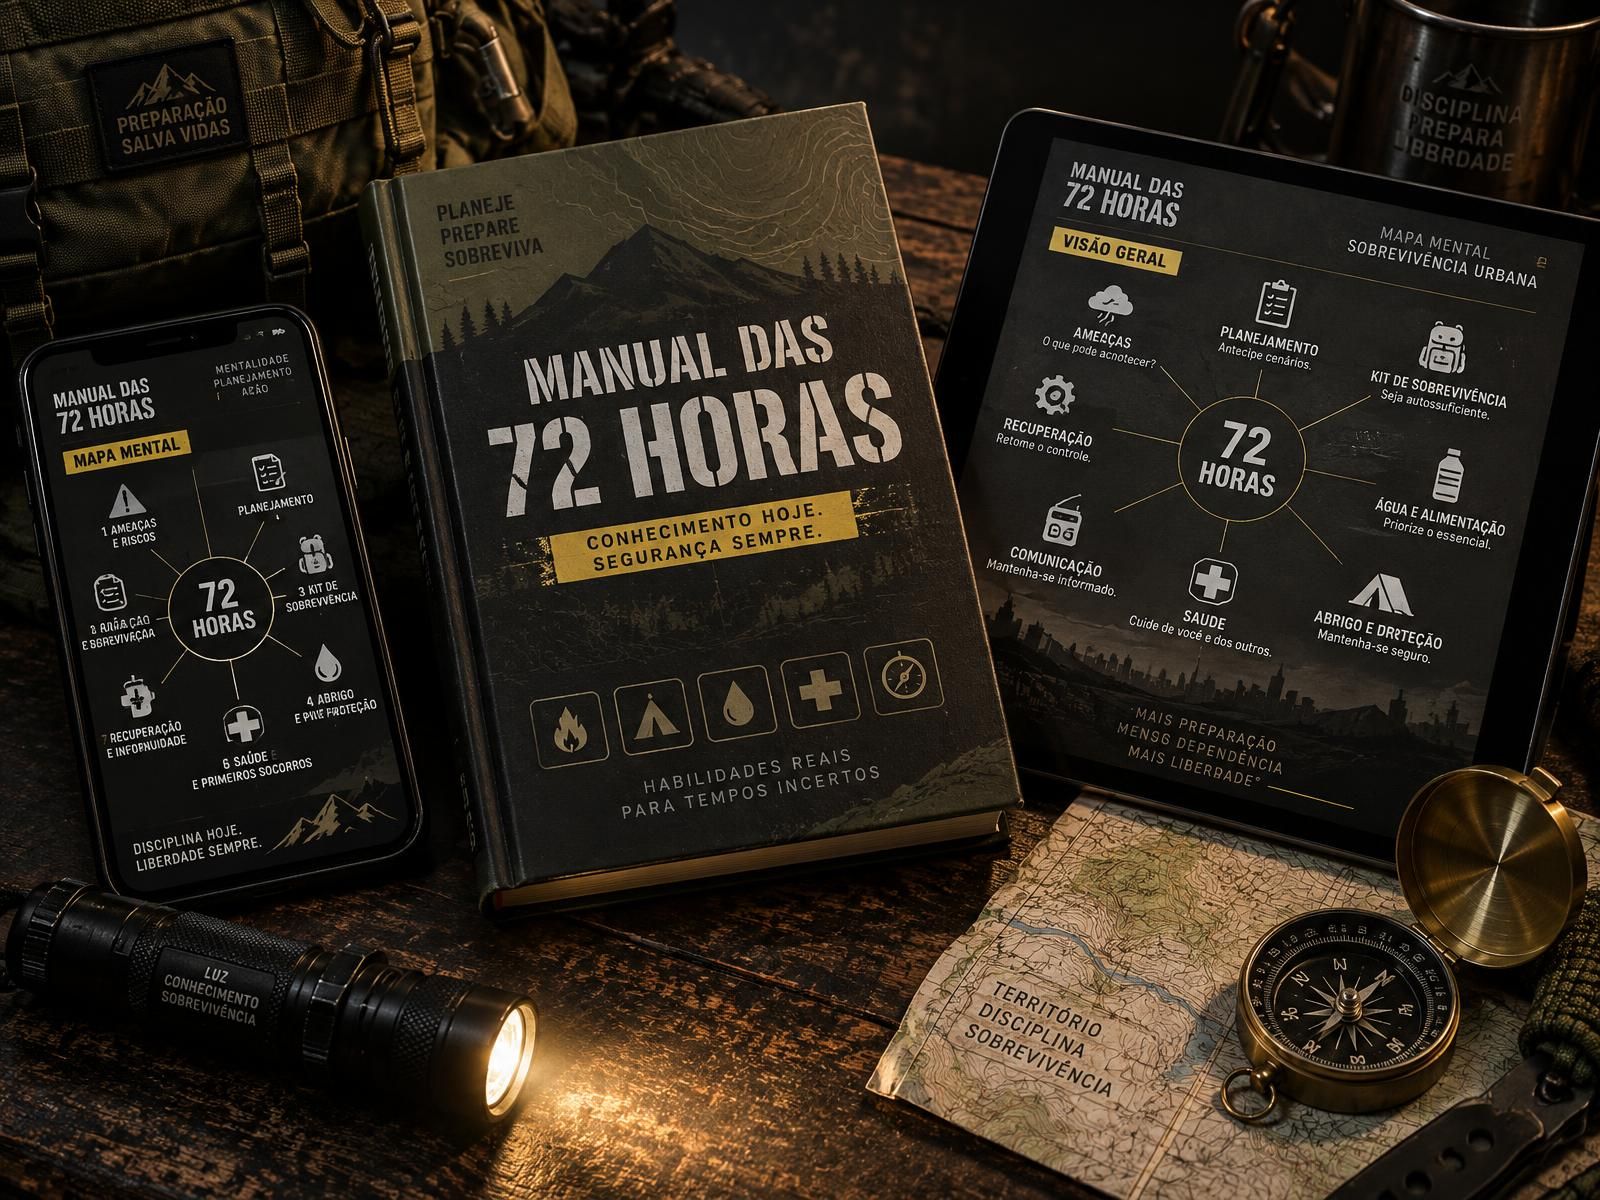 PREPARAÇÃO
SALVA VIDAS
DISCIPLINA
PREPARA
LIBBRDADE
PLANEJE
PREPARE
SOBREVIVA
MANUAL DAS
72 HORAS
CONHECIMENTO HOJE.
SEGURANÇA SEMPRE.
HABILIDADES REAIS
PARA TEMPOS INCERTOS
MANUAL DAS
72 HORAS
MENTALIDADE
PLANEJAMENTO
MAPA MENTAL
1 AMEAÇAS
E RISCOS
PLANEJAMENTO
3 KIT DE
SOBREVIVÊNCIA
72
HORAS
4 ABRIGO
RECUPERAÇÃO
6 SAÚDE
E PRIMEIROS SOCORROS
DISCIPLINA HOJE.
LIBERDADE SEMPRE.
MANUAL DAS
72 HORAS
VISÃO GERAL
MAPA MENTAL
SOBREVIVÊNCIA URBANA
AMEAÇAS
O que pode acnotecer?
PLANEJAMENTO
Antecipe cenários.
KIT DE SOBREVIVÊNCIA
Seja autossuficiente.
RECUPERAÇÃO
Retome o controle.
72
HORAS
ÁGUA E ALIMENTAÇÃO
Priorize o essencial.
COMUNICAÇÃO
Mantenha-se informado.
SAUDE
Cuide de você e dos outros.
ABRIGO E DRTEÇÃO
Mantenha-se seguro.
"MAIS PREPARAÇÃO
MENS6 DEPENDÊNCIA
MAIS LIBERDADE"
LUZ
CONHECIMENTO
SOBREVIVÊNCIA
TERRITÓRIO
DISCIPLINA
SOBREVIVÊNCIA